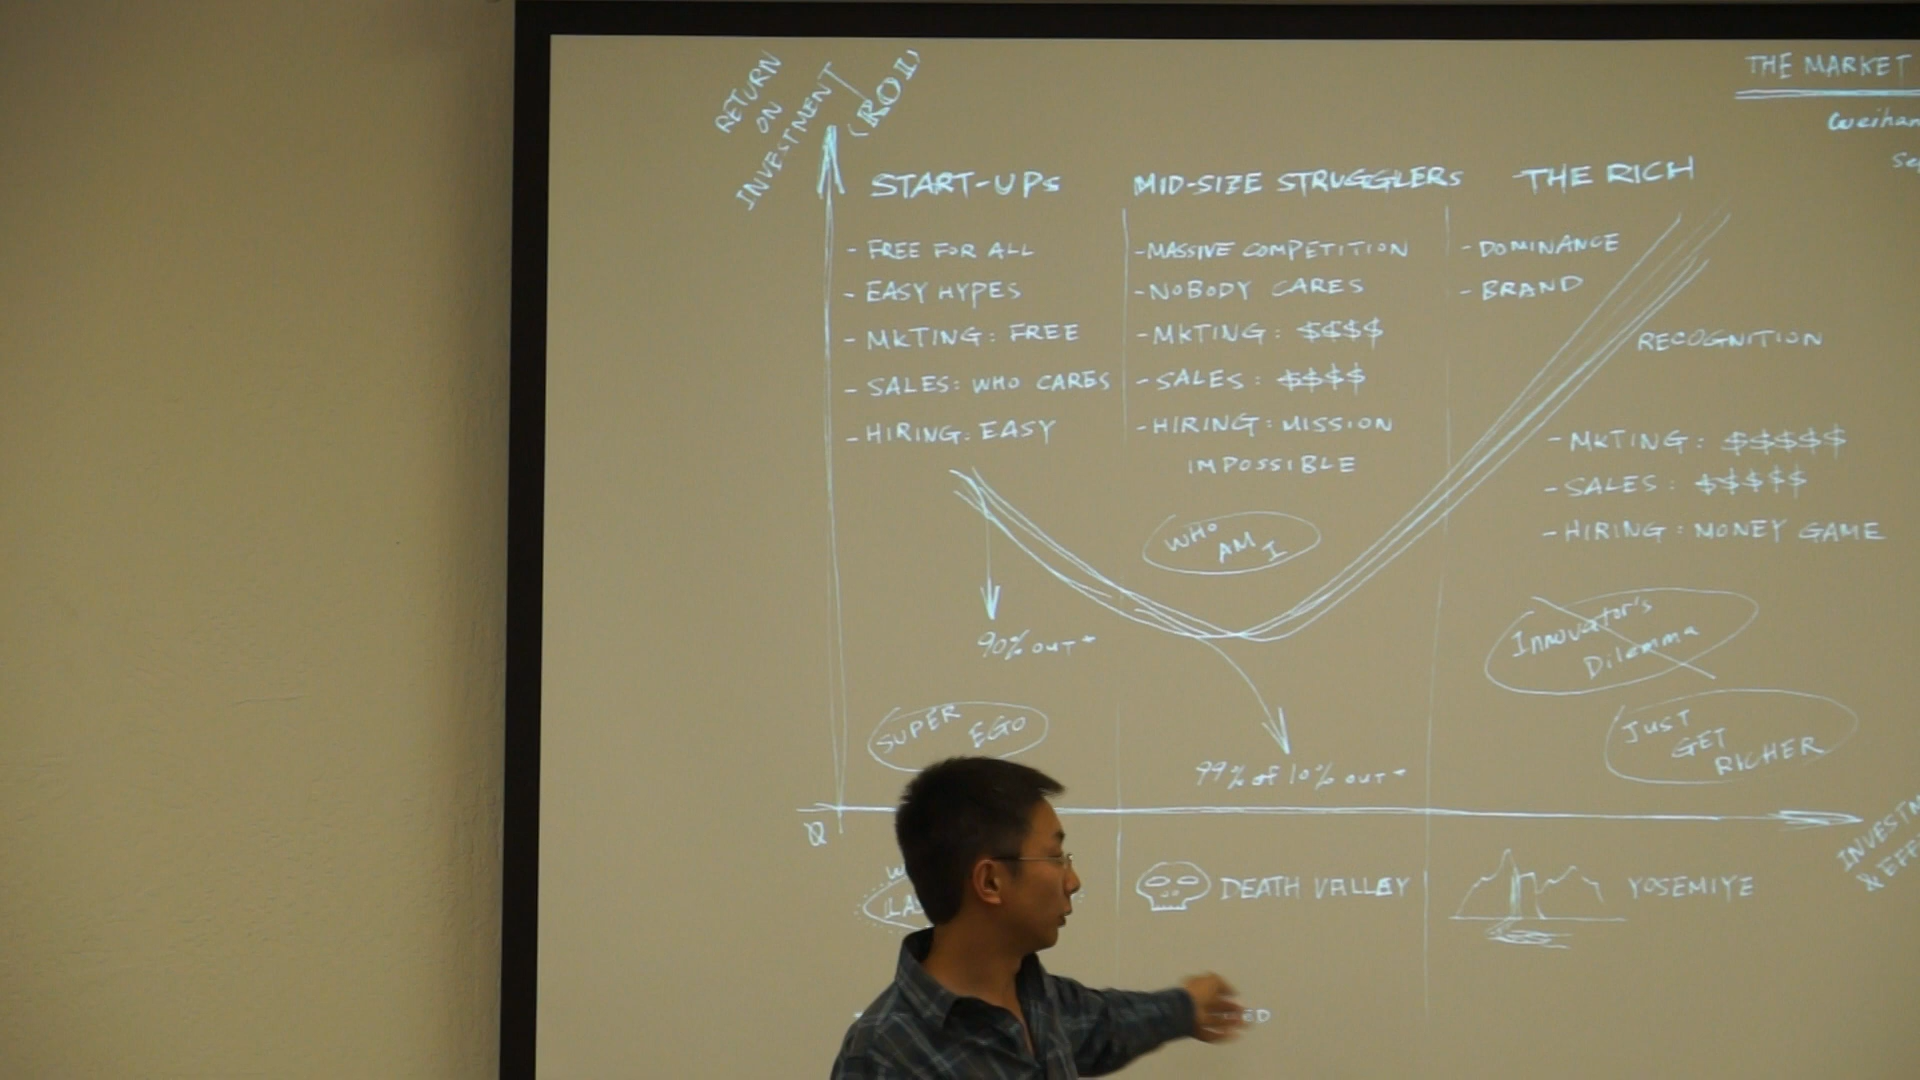 RETURN
ON
INVESTMENT
(ROI)
THE MARKET
Weihan
START-UPS
- FREE FOR ALL
- EASY HYPES
- MKTING: FREE
- SALES: WHO CARES
- HIRING: EASY
90% OUT
SUPER
EGO
MID-SIZE STRUGGLERS
- MASSIVE COMPETITION
- NOBODY CARES
- MKTING: $$$$
- SALES: $$$$
- HIRING: MISSION
IMPOSSIBLE
WHO
AM I
99% of 10% OUT
THE RICH
- DOMINANCE
- BRAND
RECOGNITION
- MKTING: $$$$$
- SALES: $$$$$
- HIRING: MONEY GAME
Innovator's
Dilemma
JUST
GET
RICHER
DEATH VALLEY
YOSEMIYE